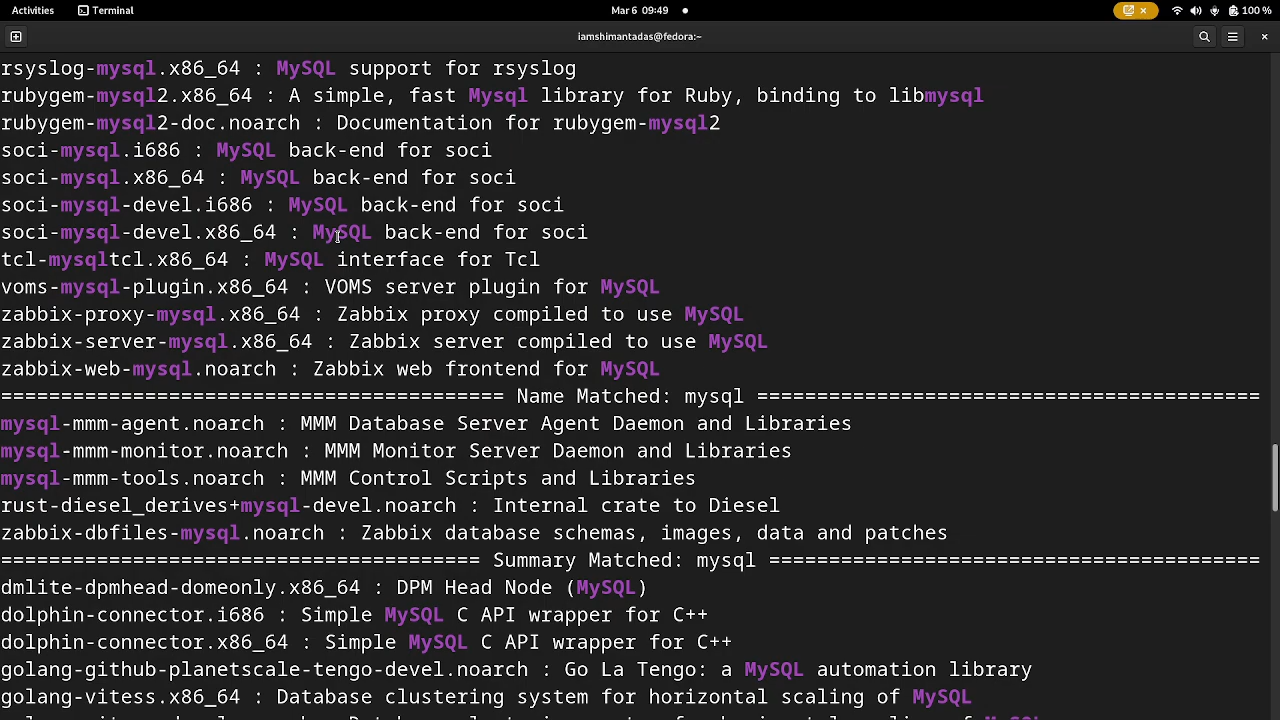 Activities Terminal Mar 6 09:49 100 %
iamshimantadas@fedora:~
rsyslog-mysql.x86_64 : MySQL support for rsyslog
rubygem-mysql2.x86_64 : A simple, fast Mysql library for Ruby, binding to libmysql
rubygem-mysql2-doc.noarch : Documentation for rubygem-mysql2
soci-mysql.i686 : MySQL back-end for soci
soci-mysql.x86_64 : MySQL back-end for soci
soci-mysql-devel.i686 : MySQL back-end for soci
soci-mysql-devel.x86_64 : MySQL back-end for soci
tcl-mysqltcl.x86_64 : MySQL interface for Tcl
voms-mysql-plugin.x86_64 : VOMS server plugin for MySQL
zabbix-proxy-mysql.x86_64 : Zabbix proxy compiled to use MySQL
zabbix-server-mysql.x86_64 : Zabbix server compiled to use MySQL
zabbix-web-mysql.noarch : Zabbix web frontend for MySQL
========================================== Name Matched: mysql ==========================================
mysql-mmm-agent.noarch : MMM Database Server Agent Daemon and Libraries
mysql-mmm-monitor.noarch : MMM Monitor Server Daemon and Libraries
mysql-mmm-tools.noarch : MMM Control Scripts and Libraries
rust-diesel_derives+mysql-devel.noarch : Internal crate to Diesel
zabbix-dbfiles-mysql.noarch : Zabbix database schemas, images, data and patches
======================================== Summary Matched: mysql =========================================
dmlite-dpmhead-domeonly.x86_64 : DPM Head Node (MySQL)
dolphin-connector.i686 : Simple MySQL C API wrapper for C++
dolphin-connector.x86_64 : Simple MySQL C API wrapper for C++
golang-github-planetscale-tengo-devel.noarch : Go La Tengo: a MySQL automation library
golang-vitess.x86_64 : Database clustering system for horizontal scaling of MySQL